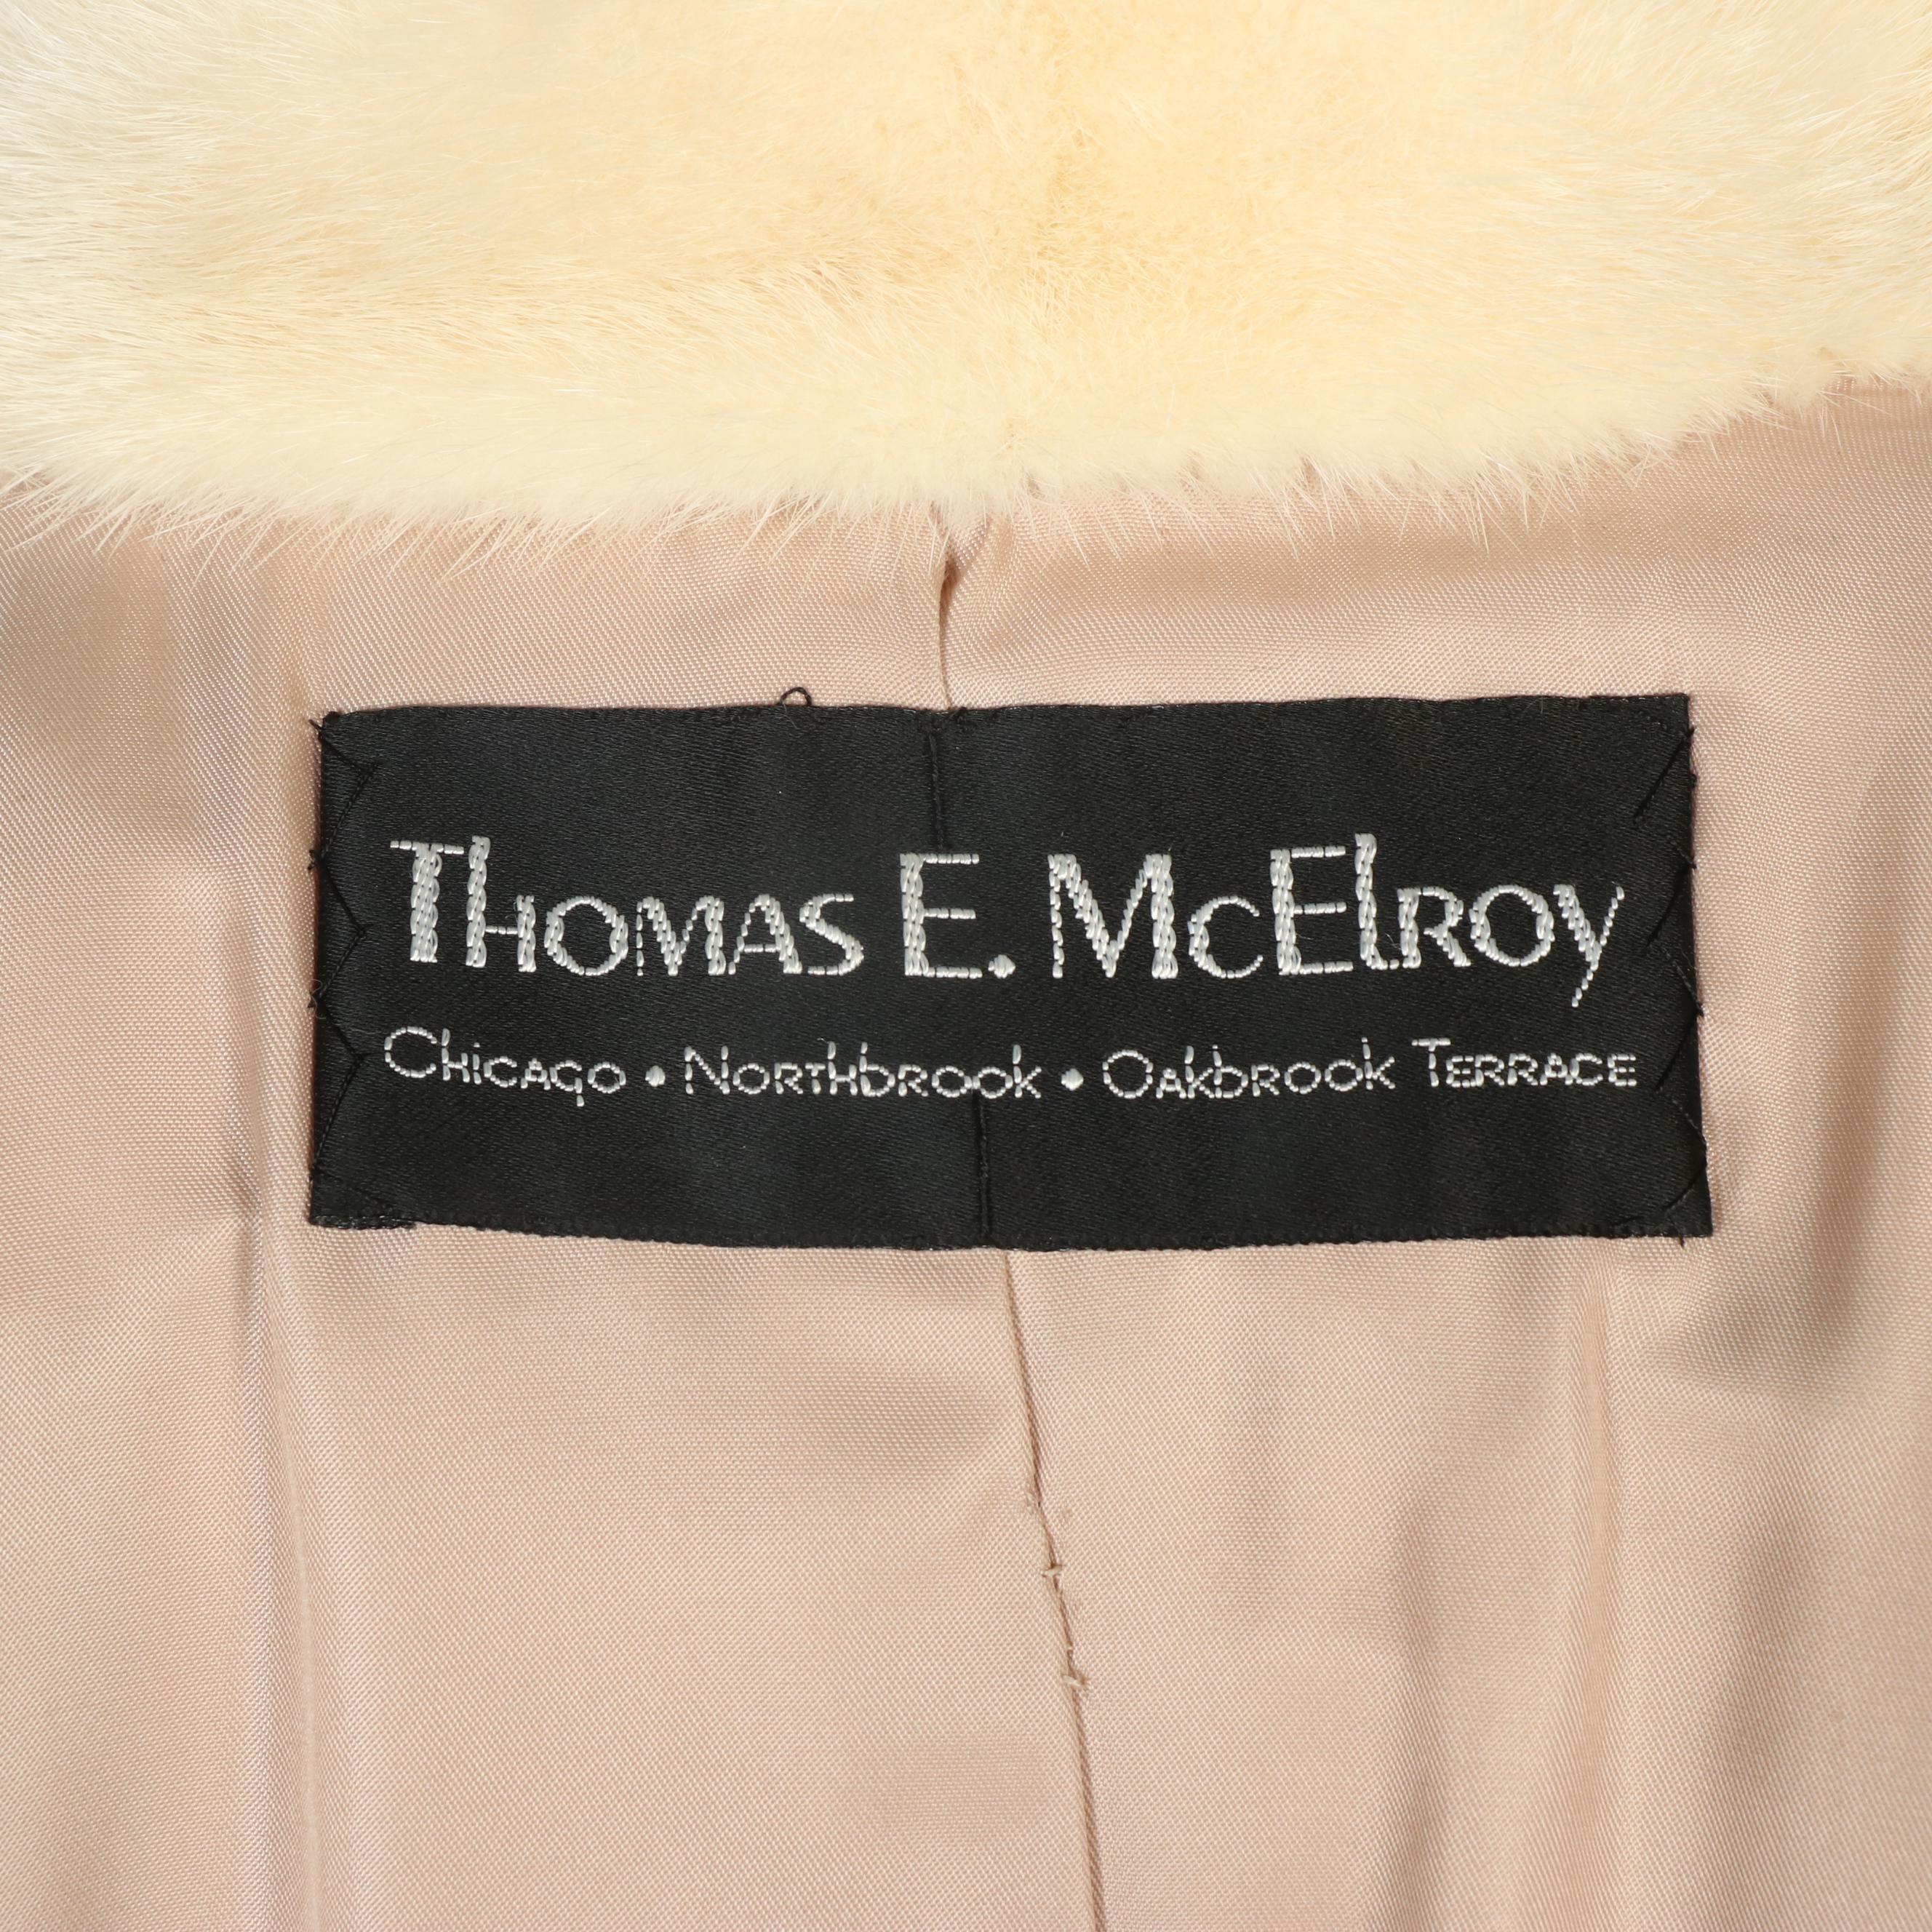 Thomas E. McElroy
Chicago • Northbrook • Oakbrook Terrace